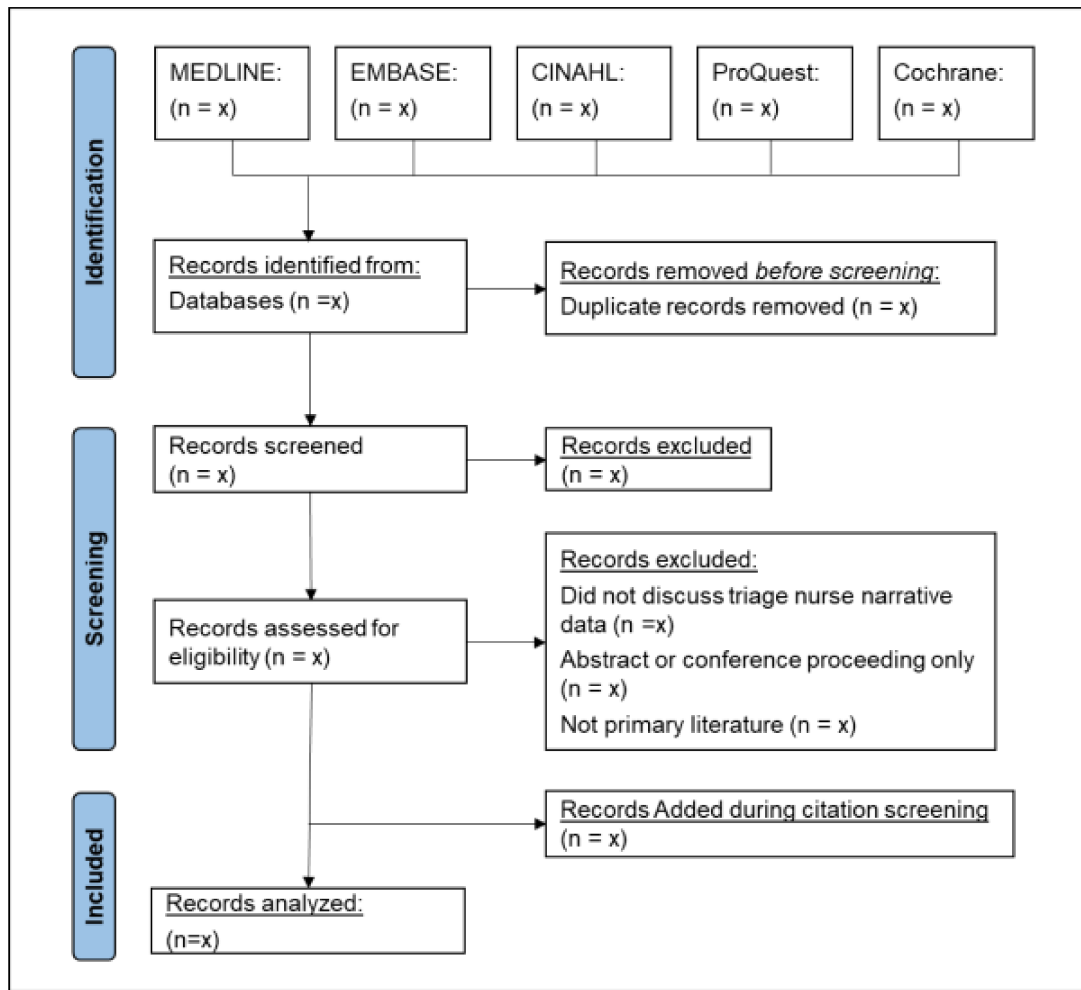 Identification
MEDLINE:
(n = x)
EMBASE:
(n = x)
CINAHL:
(n = x)
ProQuest:
(n = x)
Cochrane:
(n = x)
Records identified from:
Databases (n =x)
Records removed before screening:
Duplicate records removed (n = x)
Screening
Records screened
(n = x)
Records excluded
(n = x)
Records assessed for
eligibility (n = x)
Records excluded:
Did not discuss triage nurse narrative
data (n =x)
Abstract or conference proceeding only
(n = x)
Not primary literature (n = x)
Included
Records Added during citation screening
(n = x)
Records analyzed:
(n=x)